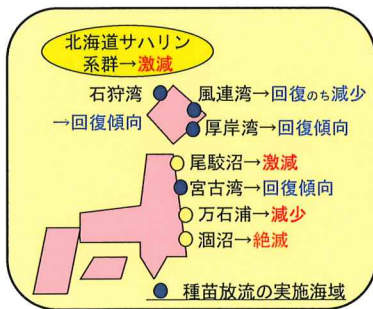 北海道サハリン
系群→激減
石狩湾
→回復傾向
風連湾→回復のち減少
厚岸湾→回復傾向
尾駮沼→激減
宮古湾→回復傾向
万石浦→減少
涸沼→絶滅
種苗放流の実施海域